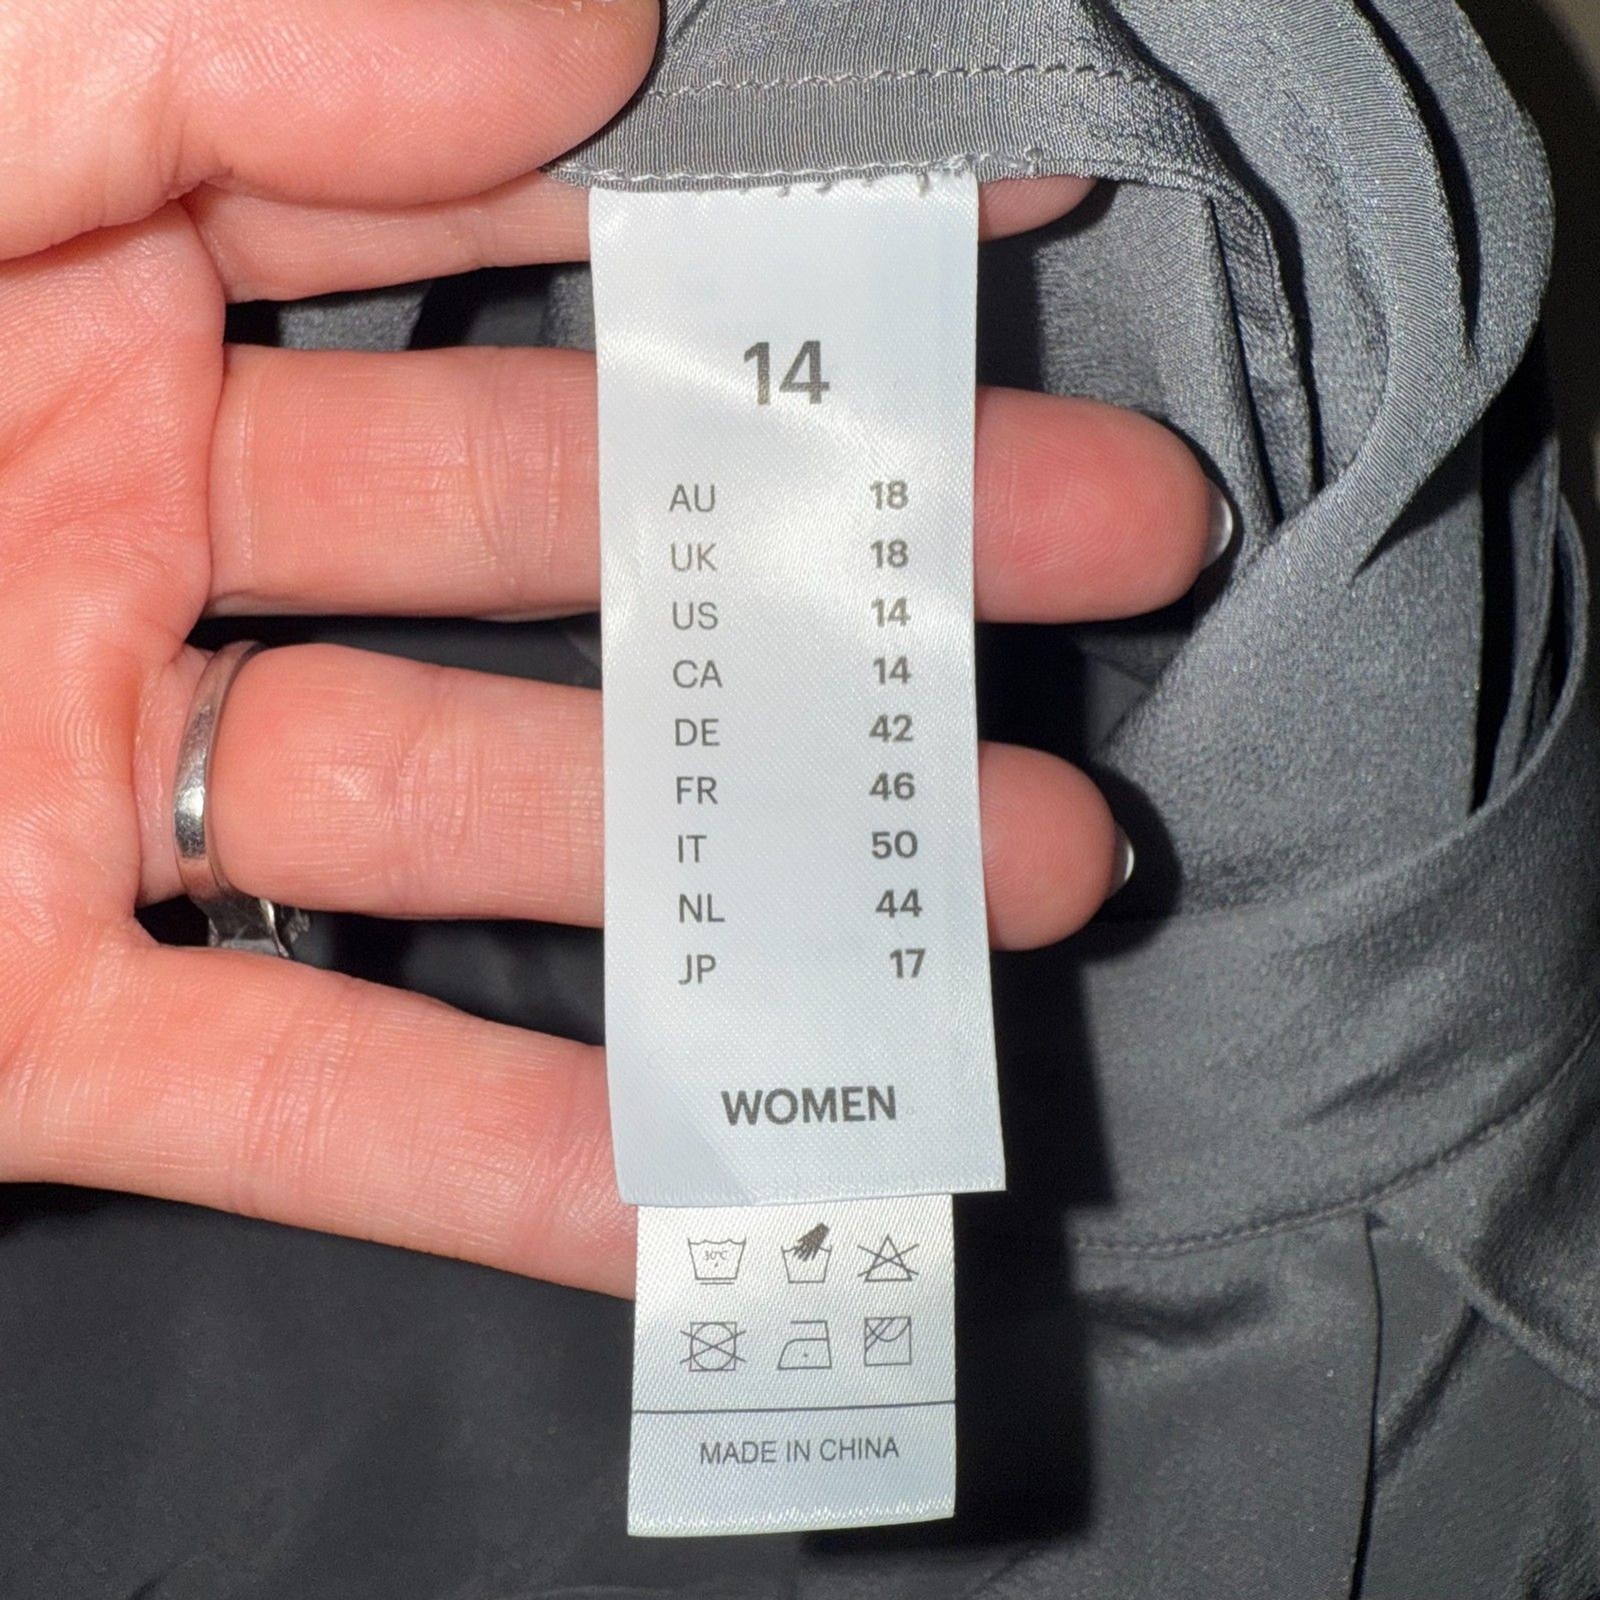 14
AU 18
UK 18
US 14
CA 14
DE 42
FR 46
IT 50
NL 44
JP 17
WOMEN
30°C
MADE IN CHINA